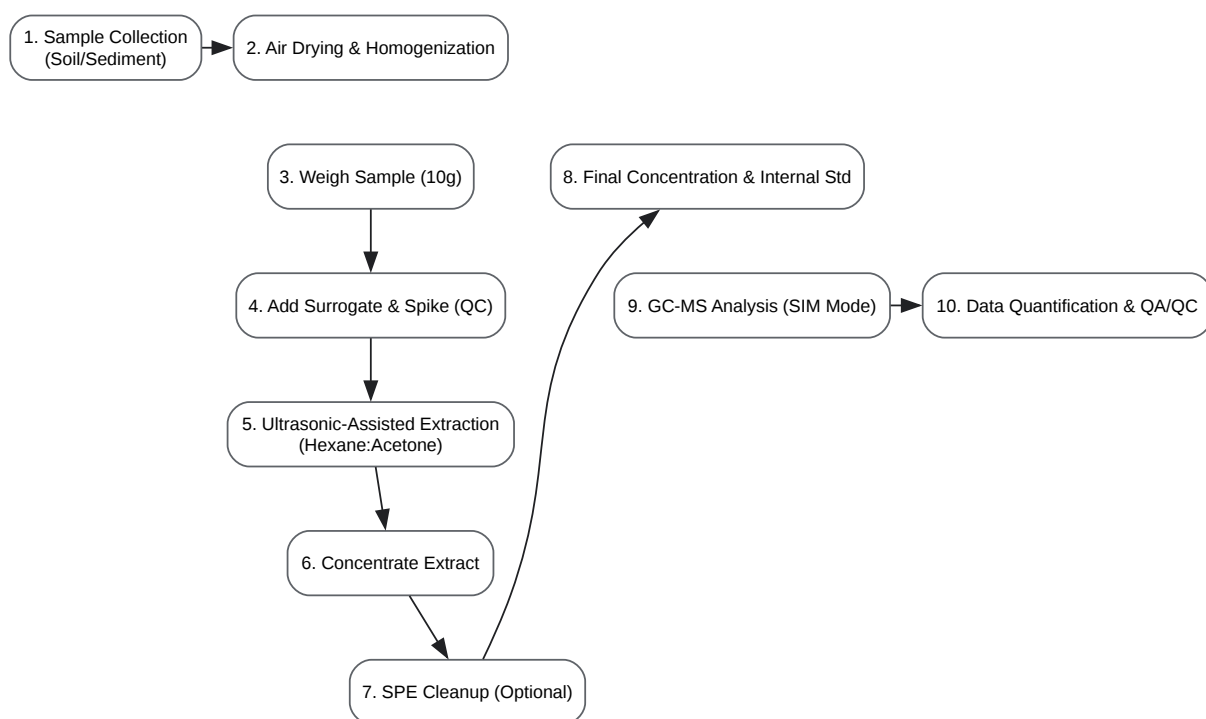 1. Sample Collection
(Soil/Sediment)
2. Air Drying & Homogenization
3. Weigh Sample (10g)
4. Add Surrogate & Spike (QC)
5. Ultrasonic-Assisted Extraction
(Hexane:Acetone)
6. Concentrate Extract
7. SPE Cleanup (Optional)
8. Final Concentration & Internal Std
9. GC-MS Analysis (SIM Mode)
10. Data Quantification & QA/QC